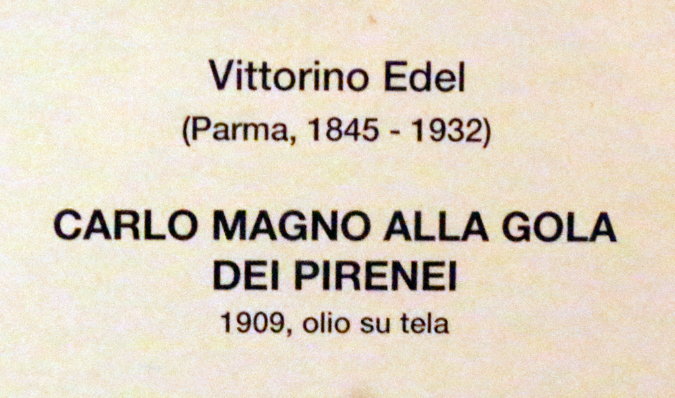 Vittorino Edel
(Parma, 1845 - 1932)
CARLO MAGNO ALLA GOLA
DEI PIRENEI
1909, olio su tela